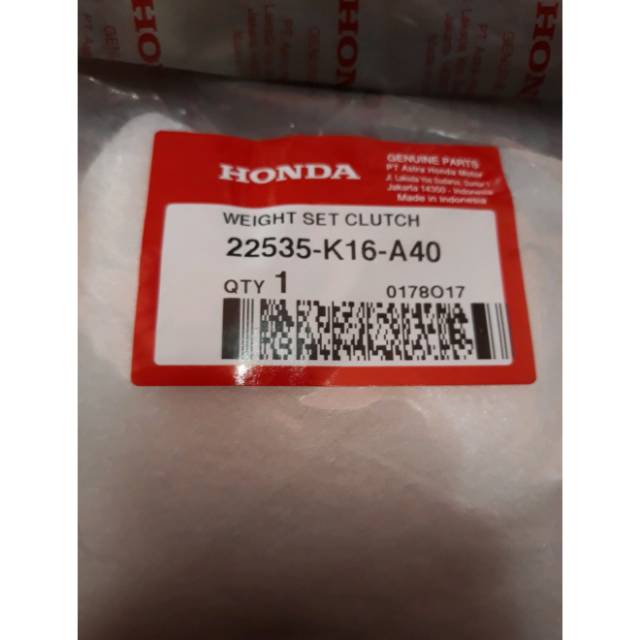 HONDA
GENUINE PARTS
PT Astra Honda Motor
Jakarta 14350 - Indonesia
Made in Indonesia
WEIGHT SET CLUTCH
22535-K16-A40
QTY 1
0178O17